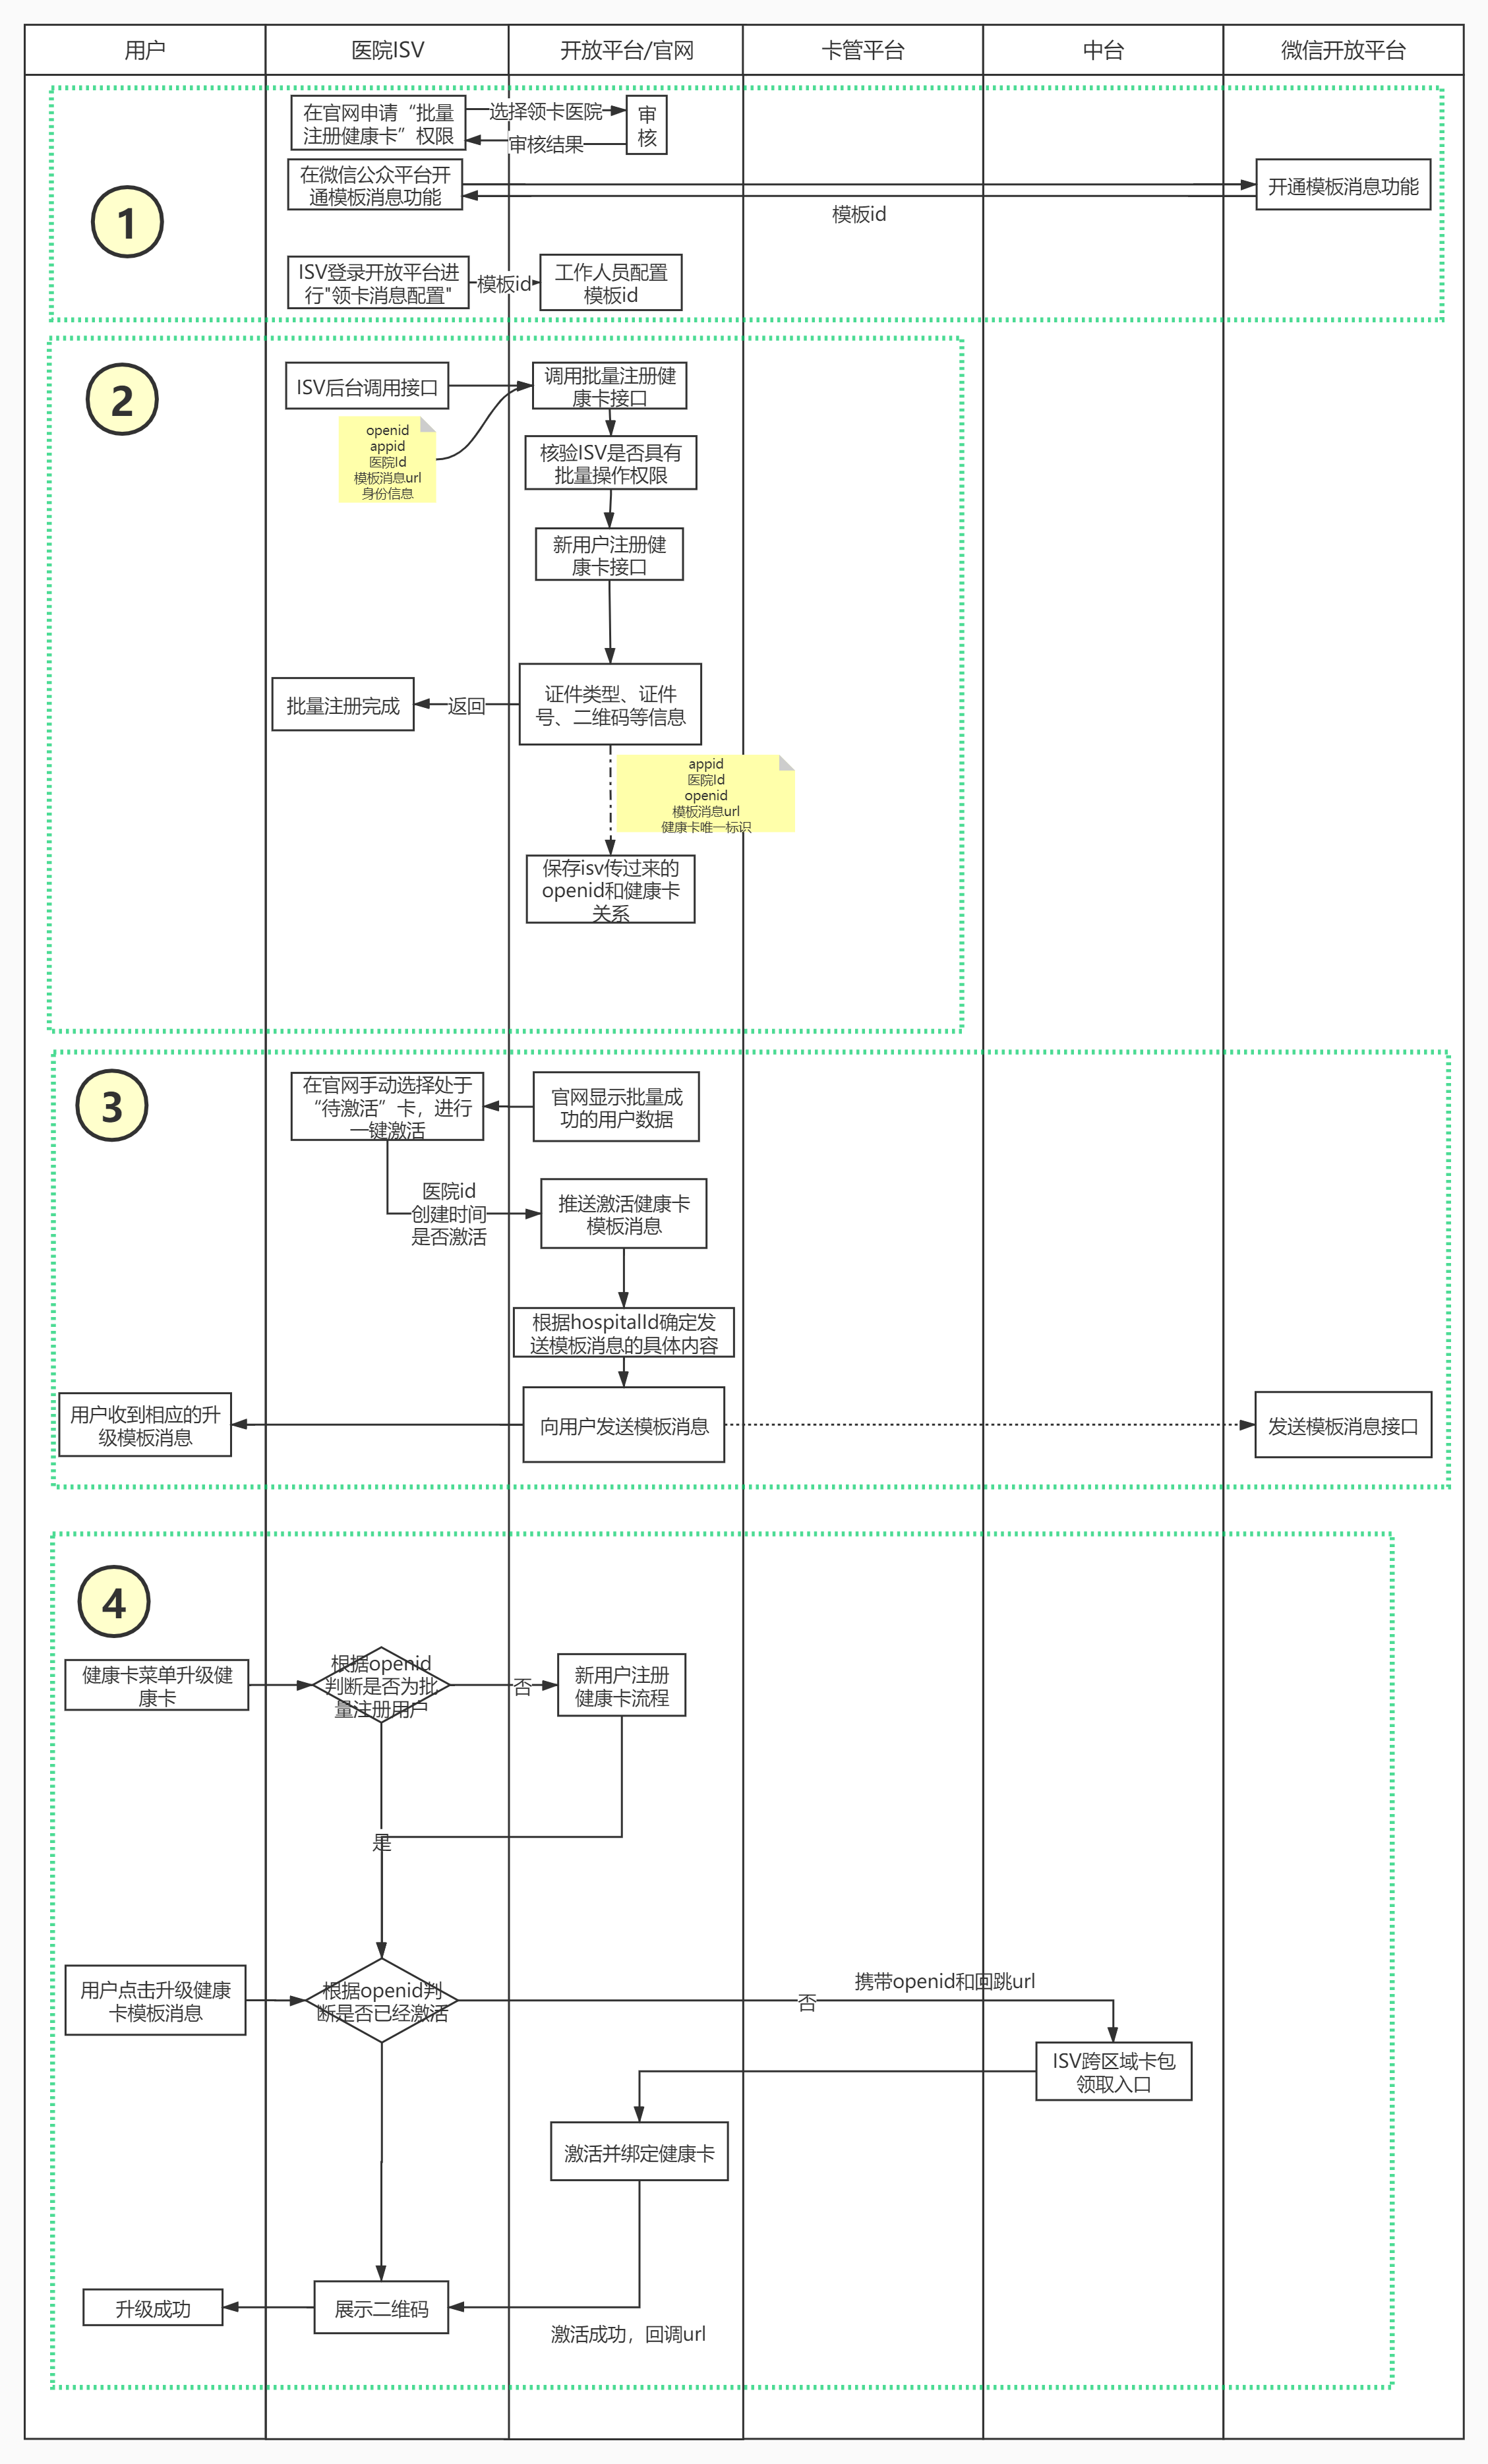 用户
医院ISV
开放平台/官网
卡管平台
中台
微信开放平台
1
在官网申请“批量
注册健康卡”权限
选择领卡医院
审核结果
审
核
在微信公众平台开
通模板消息功能
模板id
开通模板消息功能
ISV登录开放平台进
行"领卡消息配置"
模板id
工作人员配置
模板id
2
ISV后台调用接口
openid
appid
医院Id
模板消息url
身份信息
调用批量注册健
康卡接口
核验ISV是否具有
批量操作权限
新用户注册健
康卡接口
证件类型、证件
号、二维码等信息
返回
批量注册完成
appid
医院Id
openid
模板消息url
健康卡唯一标识
保存isv传过来的
openid和健康卡
关系
3
在官网手动选择处于
“待激活”卡，进行
一键激活
官网显示批量成
功的用户数据
医院id
创建时间
是否激活
推送激活健康卡
模板消息
根据hospitalId确定发
送模板消息的具体内容
用户收到相应的升
级模板消息
向用户发送模板消息
发送模板消息接口
4
健康卡菜单升级健
康卡
根据openid
判断是否为批
量注册用户
否
新用户注册
健康卡流程
是
用户点击升级健康
卡模板消息
根据openid判
断是否已经激活
否
携带openid和回跳url
ISV跨区域卡包
领取入口
激活并绑定健康卡
升级成功
展示二维码
激活成功，回调url